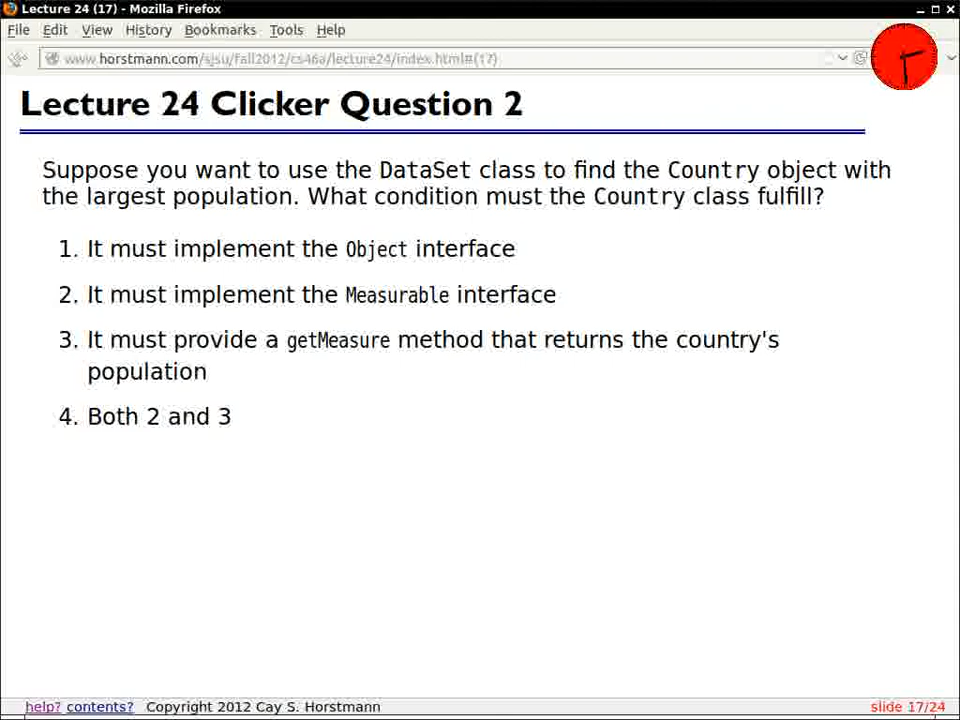 Lecture 24 (17) - Mozilla Firefox
File Edit View History Bookmarks Tools Help
www.horstmann.com/sjsu/fall2012/cs46a/lecture24/index.html#(17)
Lecture 24 Clicker Question 2
Suppose you want to use the DataSet class to find the Country object with
the largest population. What condition must the Country class fulfill?
1. It must implement the Object interface
2. It must implement the Measurable interface
3. It must provide a getMeasure method that returns the country's
population
4. Both 2 and 3
help? contents? Copyright 2012 Cay S. Horstmann slide 17/24